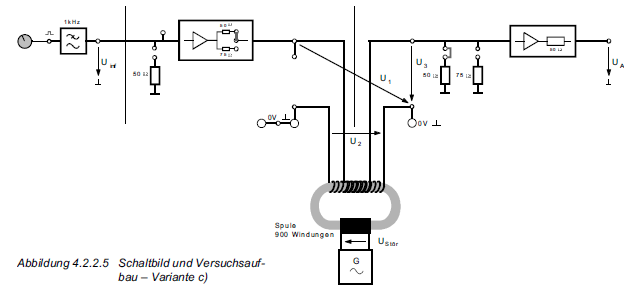 1kHz
50 Ω
75 Ω
U inf
50 Ω
U 1
U 3
50 Ω
75 Ω
50 Ω
U A
0V
0V
U 2
Spule
900 Windungen
U Stör
G
Abbildung 4.2.2.5 Schaltbild und Versuchsauf-
bau – Variante c)